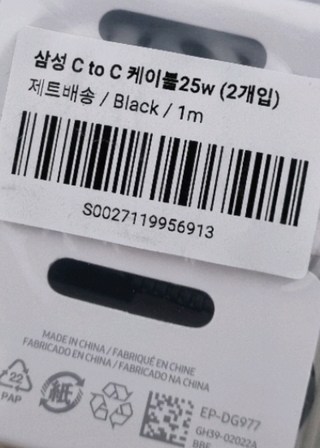 삼성 C to C 케이블25w (2개입)
제트배송 / Black / 1m
S0027119956913
MADE IN CHINA / FABRIQUÉ EN CHINE
FABRICADO EN CHINA / FABRICADO NA CHINA
22
PAP
紙
EP-DG977
GH39-02022A